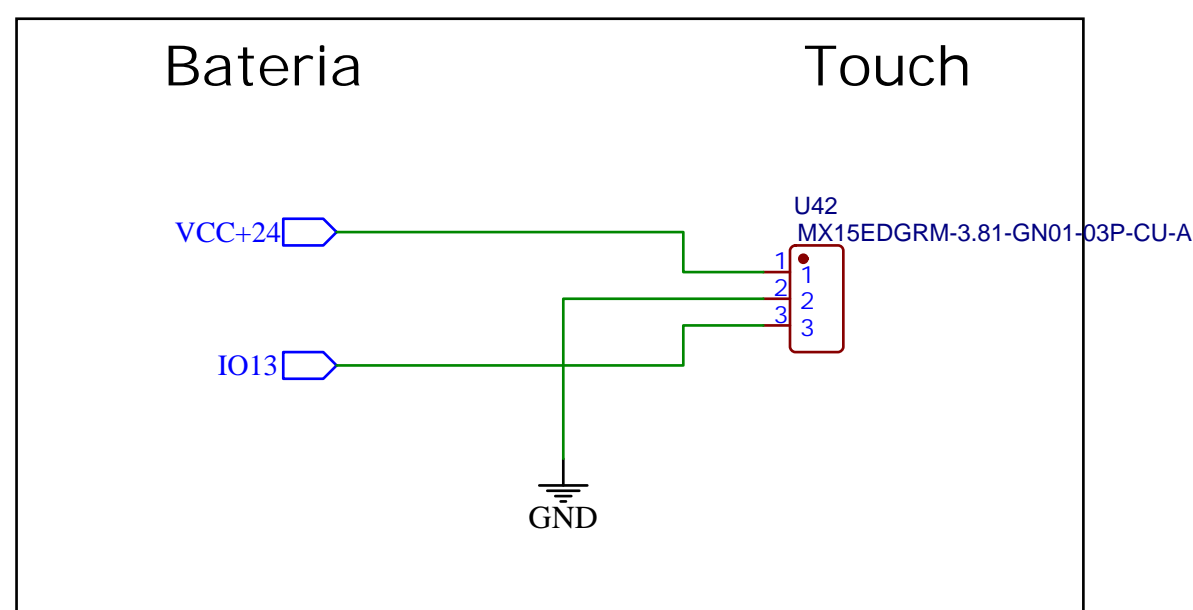 Bateria
Touch
U42
MX15EDGRM-3.81-GN01-03P-CU-A
VCC+24
1
1
2
2
3
3
IO13
GND